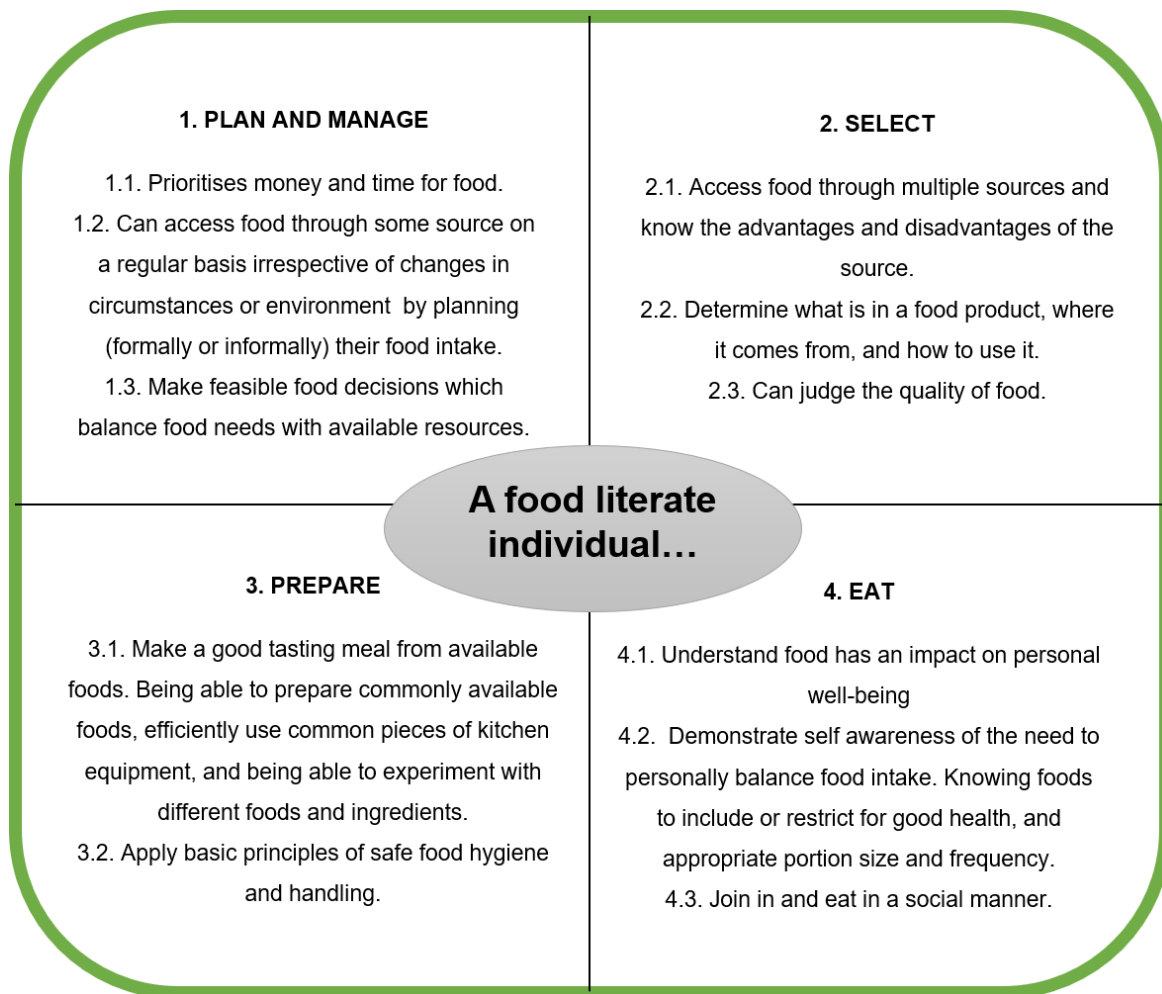 1. PLAN AND MANAGE
1.1. Prioritises money and time for food.
1.2. Can access food through some source on
a regular basis irrespective of changes in
circumstances or environment  by planning
(formally or informally) their food intake.
1.3. Make feasible food decisions which
balance food needs with available resources.
2. SELECT
2.1. Access food through multiple sources and
know the advantages and disadvantages of the
source.
2.2. Determine what is in a food product, where
it comes from, and how to use it.
2.3. Can judge the quality of food.
A food literate
individual…
3. PREPARE
3.1. Make a good tasting meal from available
foods. Being able to prepare commonly available
foods, efficiently use common pieces of kitchen
equipment, and being able to experiment with
different foods and ingredients.
3.2. Apply basic principles of safe food hygiene
and handling.
4. EAT
4.1. Understand food has an impact on personal
well-being
4.2.  Demonstrate self awareness of the need to
personally balance food intake. Knowing foods
to include or restrict for good health, and
appropriate portion size and frequency.
4.3. Join in and eat in a social manner.